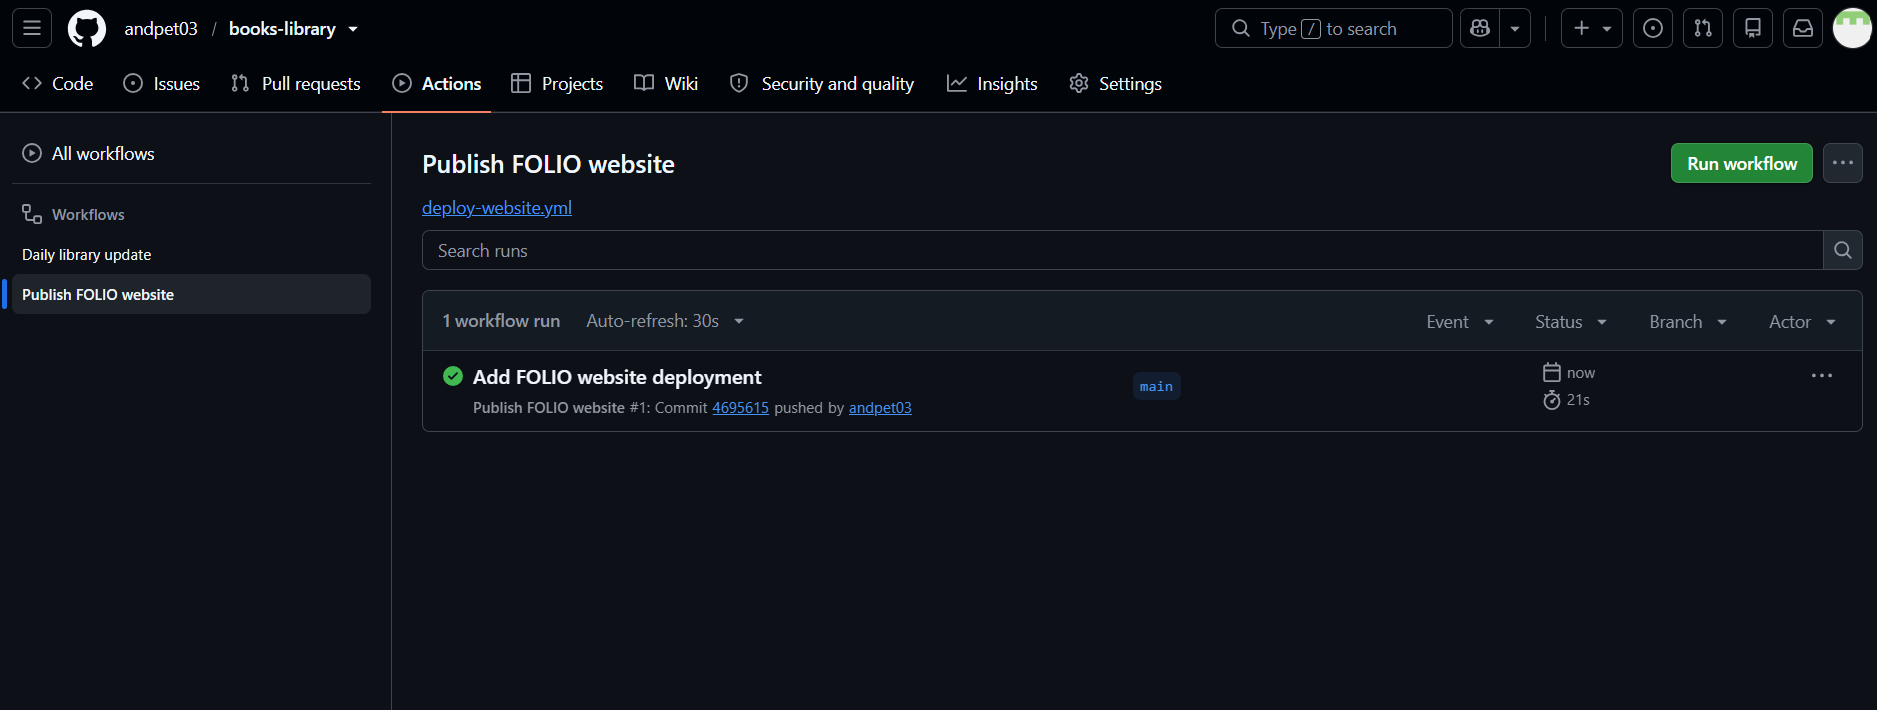 andpet03 / books-library
Type / to search
Code
Issues
Pull requests
Actions
Projects
Wiki
Security and quality
Insights
Settings
All workflows
Workflows
Daily library update
Publish FOLIO website
Publish FOLIO website
Run workflow
deploy-website.yml
Search runs
1 workflow run
Auto-refresh: 30s
Event
Status
Branch
Actor
Add FOLIO website deployment
Publish FOLIO website #1: Commit 4695615 pushed by andpet03
main
now
21s